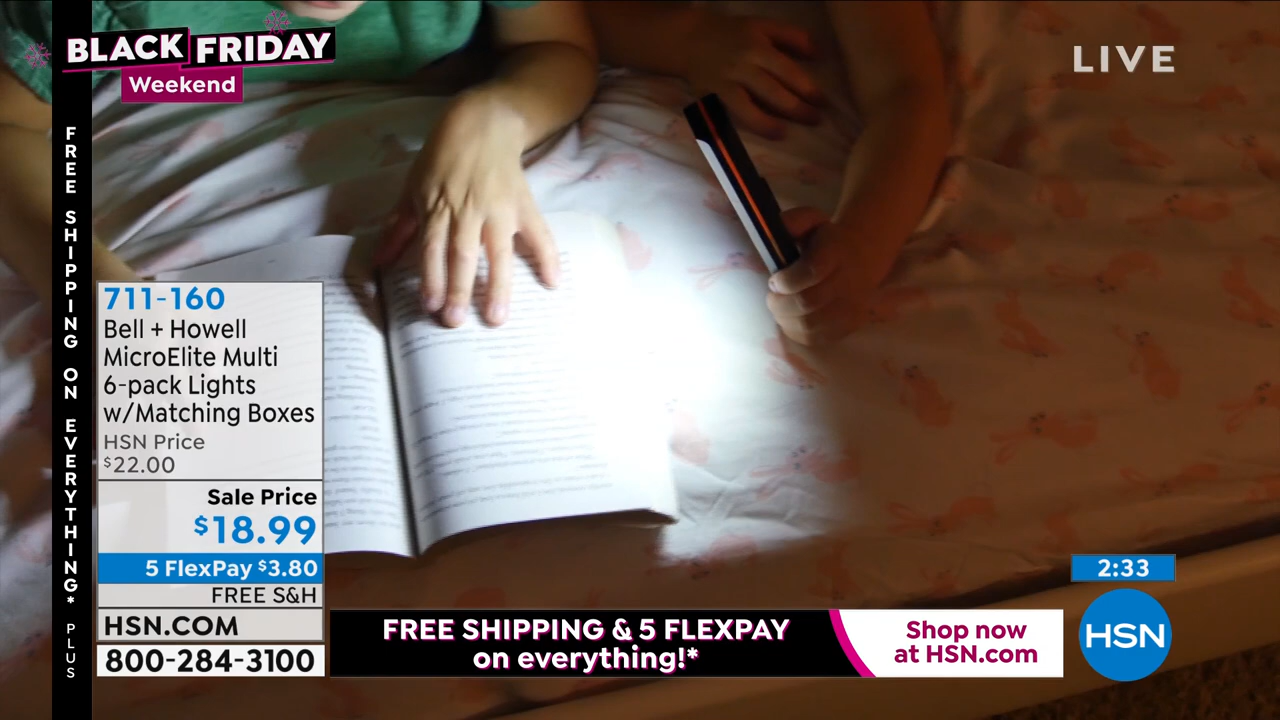 BLACK FRIDAY
Weekend
LIVE
FREE SHIPPING ON EVERYTHING* PLUS
711-160
Bell + Howell
MicroElite Multi
6-pack Lights
w/Matching Boxes
HSN Price
$22.00
Sale Price
$18.99
5 FlexPay $3.80
FREE S&H
HSN.COM
800-284-3100
FREE SHIPPING & 5 FLEXPAY
on everything!*
Shop now
at HSN.com
2:33
HSN